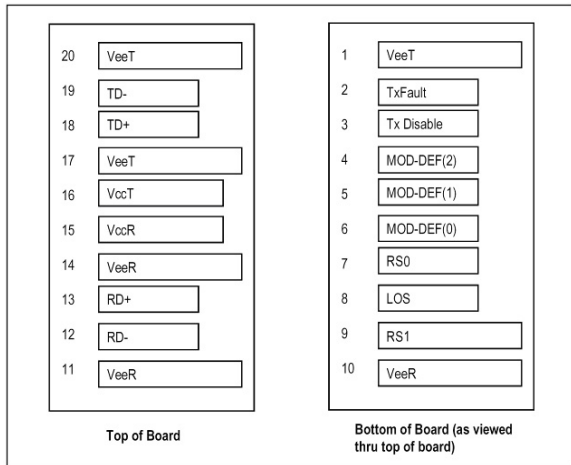 20 VeeT
19 TD-
18 TD+
17 VeeT
16 VccT
15 VccR
14 VeeR
13 RD+
12 RD-
11 VeeR
Top of Board
1 VeeT
2 TxFault
3 Tx Disable
4 MOD-DEF(2)
5 MOD-DEF(1)
6 MOD-DEF(0)
7 RS0
8 LOS
9 RS1
10 VeeR
Bottom of Board (as viewed
thru top of board)